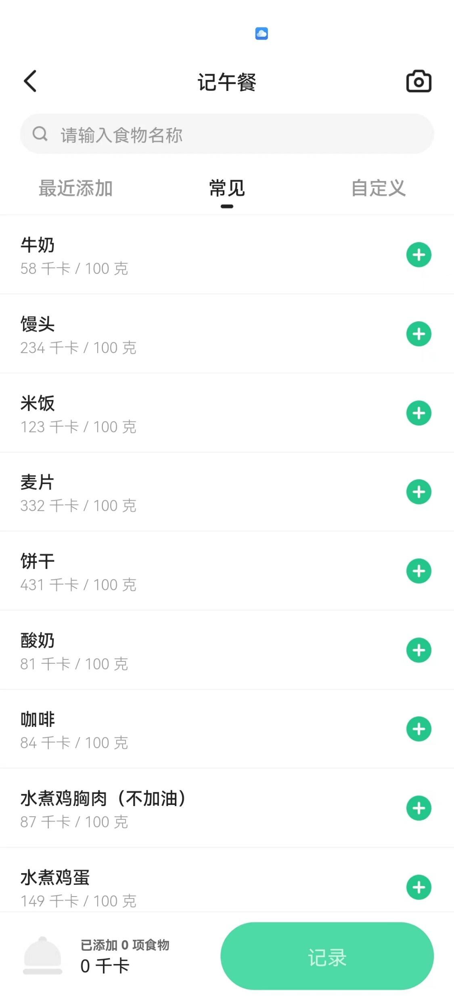 记午餐
请输入食物名称
最近添加 常见 自定义
牛奶
58 千卡 / 100 克
馒头
234 千卡 / 100 克
米饭
123 千卡 / 100 克
麦片
332 千卡 / 100 克
饼干
431 千卡 / 100 克
酸奶
81 千卡 / 100 克
咖啡
84 千卡 / 100 克
水煮鸡胸肉（不加油）
87 千卡 / 100 克
水煮鸡蛋
149 千卡 / 100 克
已添加 0 项食物
0 千卡
记录